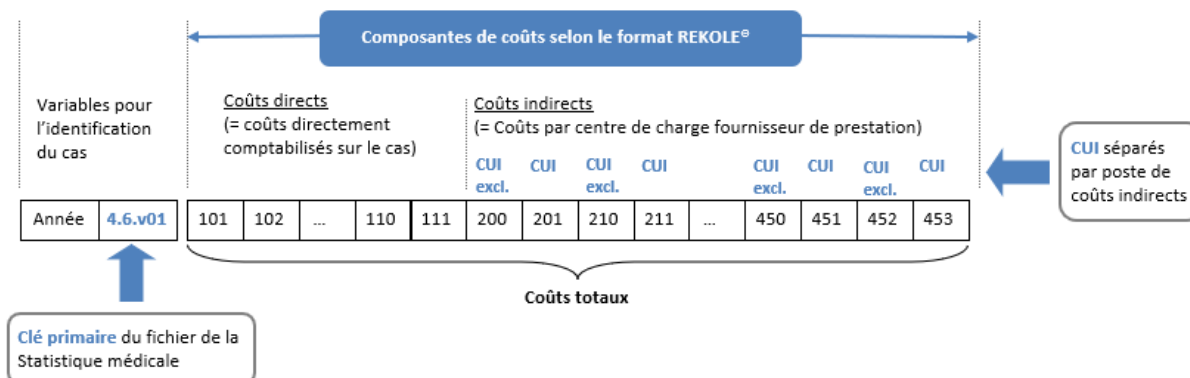 Composantes de coûts selon le format REKOLE®
Variables pour
l'identification
du cas
Coûts directs
(= coûts directement
comptabilisés sur le cas)
Coûts indirects
(= Coûts par centre de charge fournisseur de prestation)
CUI excl. CUI CUI excl. CUI CUI excl. CUI CUI excl. CUI
CUI séparés
par poste de
coûts indirects
Année 4.6.v01 101 102 ... 110 111 200 201 210 211 ... 450 451 452 453
Coûts totaux
Clé primaire du fichier de la
Statistique médicale